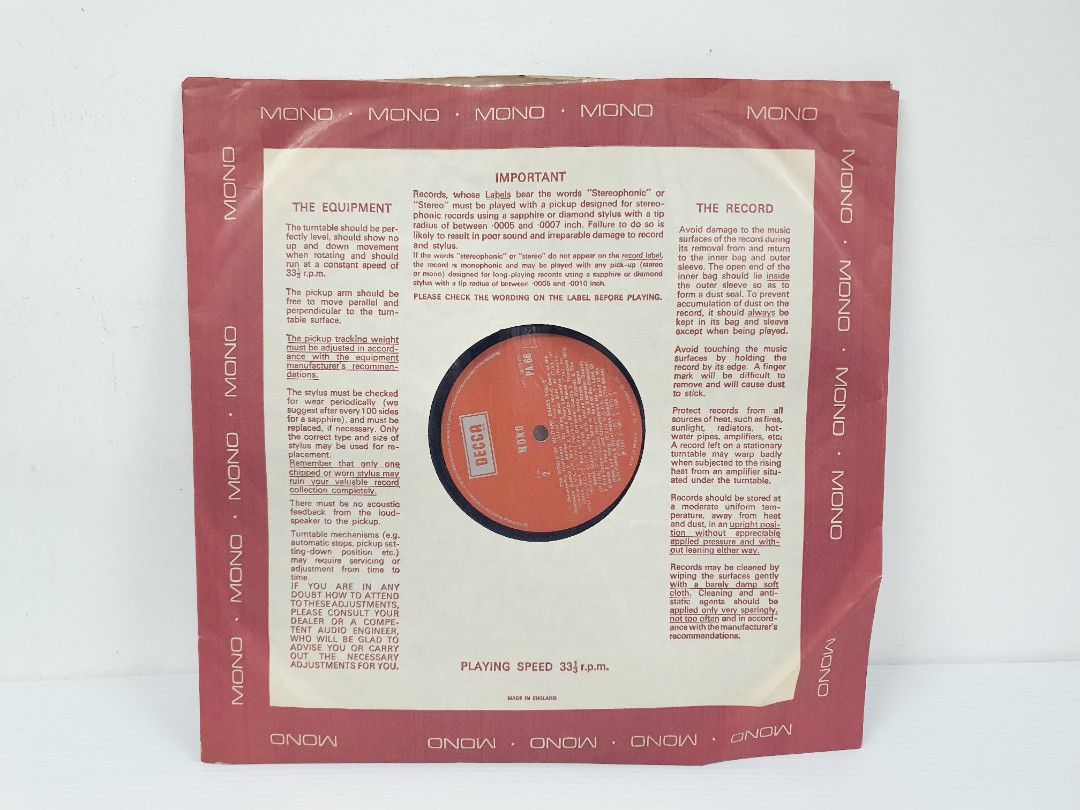 MONO · MONO · MONO · MONO MONO
IMPORTANT
Records, whose Labels bear the words "Stereophonic" or
"Stereo" must be played with a pickup designed for stereo-
phonic records using a sapphire or diamond stylus with a tip
radius of between ·0005 and ·0007 inch. Failure to do so is
likely to result in poor sound and irreparable damage to record
and stylus.
If the words "stereophonic" or "stereo" do not appear on the record label,
the record is monophonic and may be played with any pick-up (stereo
or mono) designed for long-playing records using a sapphire or diamond
stylus with a tip radius of between ·0005 and ·0010 inch.
PLEASE CHECK THE WORDING ON THE LABEL BEFORE PLAYING.
THE EQUIPMENT
The turntable should be per-
fectly level, should show no
up and down movement
when rotating and should
run at a constant speed of
33⅓ r.p.m.
The pickup arm should be
free to move parallel and
perpendicular to the turn-
table surface.
The pickup tracking weight
must be adjusted in accord-
ance with the equipment
manufacturer's recommen-
dations.
The stylus must be checked
for wear periodically (we
suggest after every 100 sides
for a sapphire), and must be
replaced, if necessary. Only
the correct type and size of
stylus may be used for re-
placement.
Remember that only one
chipped or worn stylus may
ruin your valuable record
collection completely.
There must be no acoustic
feedback from the loud-
speaker to the pickup.
Turntable mechanisms (e.g.
automatic stops, pickup set-
ting-down position etc.)
may require servicing or
adjustment from time to
time.
IF YOU ARE IN ANY
DOUBT HOW TO ATTEND
TO THESE ADJUSTMENTS,
PLEASE CONSULT YOUR
DEALER OR A COMPE-
TENT AUDIO ENGINEER,
WHO WILL BE GLAD TO
ADVISE YOU OR CARRY
OUT THE NECESSARY
ADJUSTMENTS FOR YOU.
THE RECORD
Avoid damage to the music
surfaces of the record during
its removal from and return
to the inner bag and outer
sleeve. The open end of the
inner bag should lie inside
the outer sleeve so as to
form a dust seal. To prevent
accumulation of dust on the
record, it should always be
kept in its bag and sleeve
except when being played.
Avoid touching the music
surfaces by holding the
record by its edge. A finger
mark will be difficult to
remove and will cause dust
to stick.
Protect records from all
sources of heat, such as fires,
sunlight, radiators, hot-
water pipes, amplifiers, etc.
A record left on a stationary
turntable may warp badly
when subjected to the rising
heat from an amplifier situ-
ated under the turntable.
Records should be stored at
a moderate uniform tem-
perature, away from heat
and dust, in an upright posi-
tion without appreciable
applied pressure and with-
out leaning either way.
Records may be cleaned by
wiping the surfaces gently
with a barely damp soft
cloth. Cleaning and anti-
static agents should be
applied only very sparingly,
not too often and in accord-
ance with the manufacturer's
recommendations.
DECCA
MONO
2
PA 66
PLAYING SPEED 33⅓ r.p.m.
MADE IN ENGLAND
MONO · MONO · MONO · MONO MONO
MONO · MONO · MONO · MONO MONO
MONO · MONO · MONO · MONO MONO